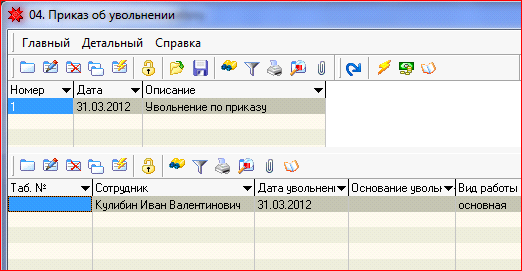 04. Приказ об увольнении
Главный Детальный Справка
Номер Дата Описание
1 31.03.2012 Увольнение по приказу
Таб. № Сотрудник Дата увольнени Основание уволы Вид работы
Кулибин Иван Валентинович 31.03.2012 основная